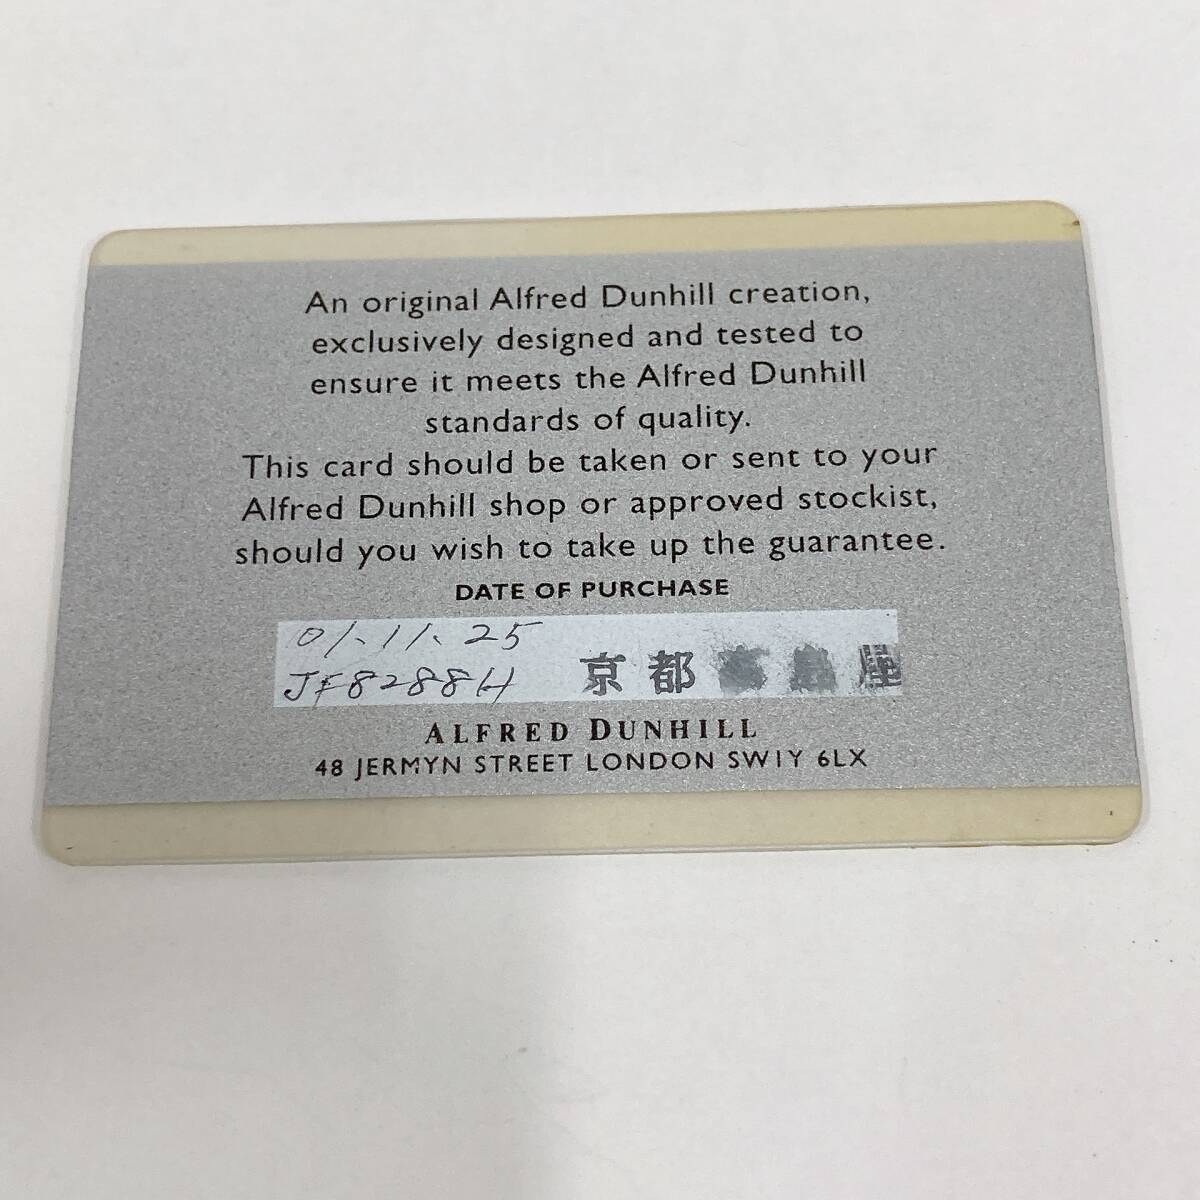 An original Alfred Dunhill creation,
exclusively designed and tested to
ensure it meets the Alfred Dunhill
standards of quality.
This card should be taken or sent to your
Alfred Dunhill shop or approved stockist,
should you wish to take up the guarantee.
DATE OF PURCHASE
01.11.25
JF8288H 京都
ALFRED DUNHILL
48 JERMYN STREET LONDON SW1Y 6LX